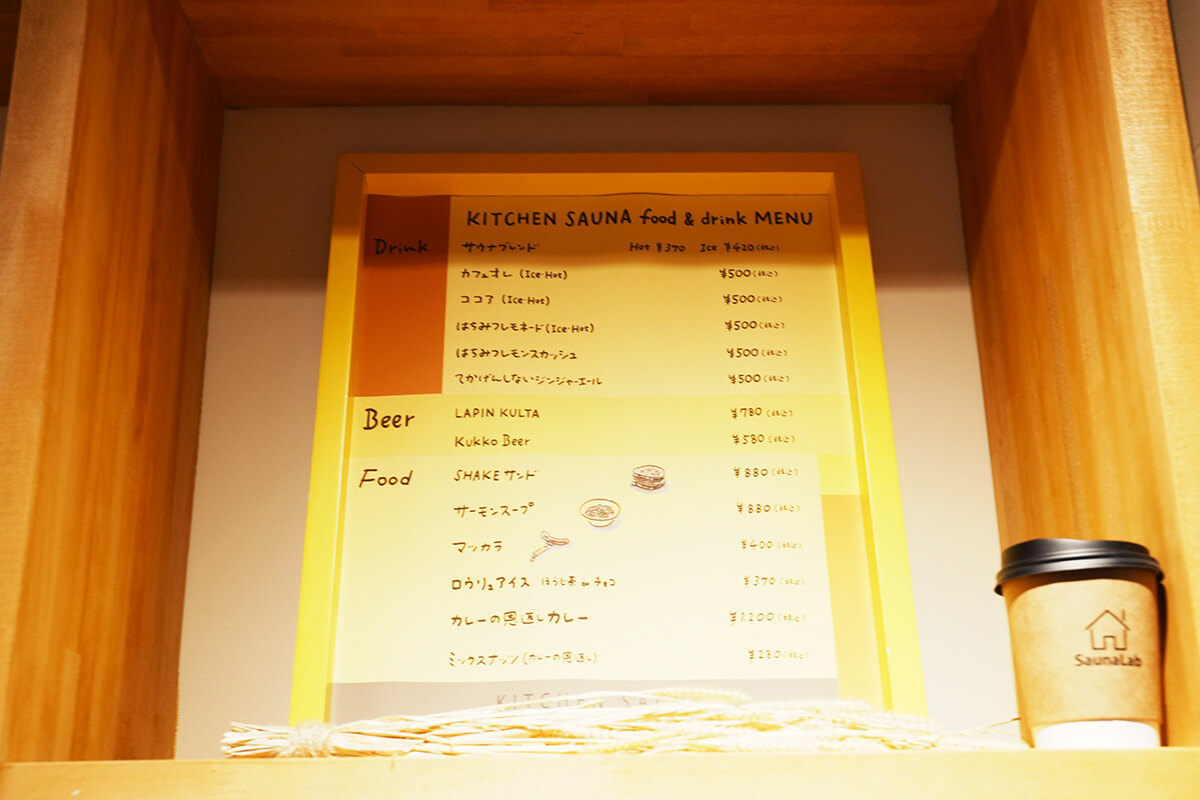 KITCHEN SAUNA food & drink MENU
Drink サウナブレンド Hot ¥370 Ice ¥420(税込)
カフェオレ (Ice・Hot) ¥500(税込)
ココア (Ice・Hot) ¥500(税込)
はちみつレモネード(Ice・Hot) ¥500(税込)
はちみつレモンスカッシュ ¥500(税込)
てかげんしないジンジャーエール ¥500(税込)
Beer LAPIN KULTA ¥780(税込)
Kukko Beer ¥580(税込)
Food SHAKEサンド ¥880(税込)
サーモンスープ ¥880(税込)
マッカラ ¥400(税込)
ロウリュアイス ほうじ茶 or チョコ ¥370(税込)
カレーの恩返しカレー ¥1,200(税込)
ミックスナッツ(カレーの恩返し) ¥280(税込)
KITCHEN
SaunaLab